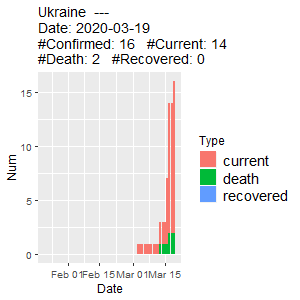 Ukraine ---
Date: 2020-03-19
#Confirmed: 16 #Current: 14
#Death: 2 #Recovered: 0
Num
15
10
5
0
Feb 01
Feb 15
Mar 01
Mar 15
Date
Type
current
death
recovered